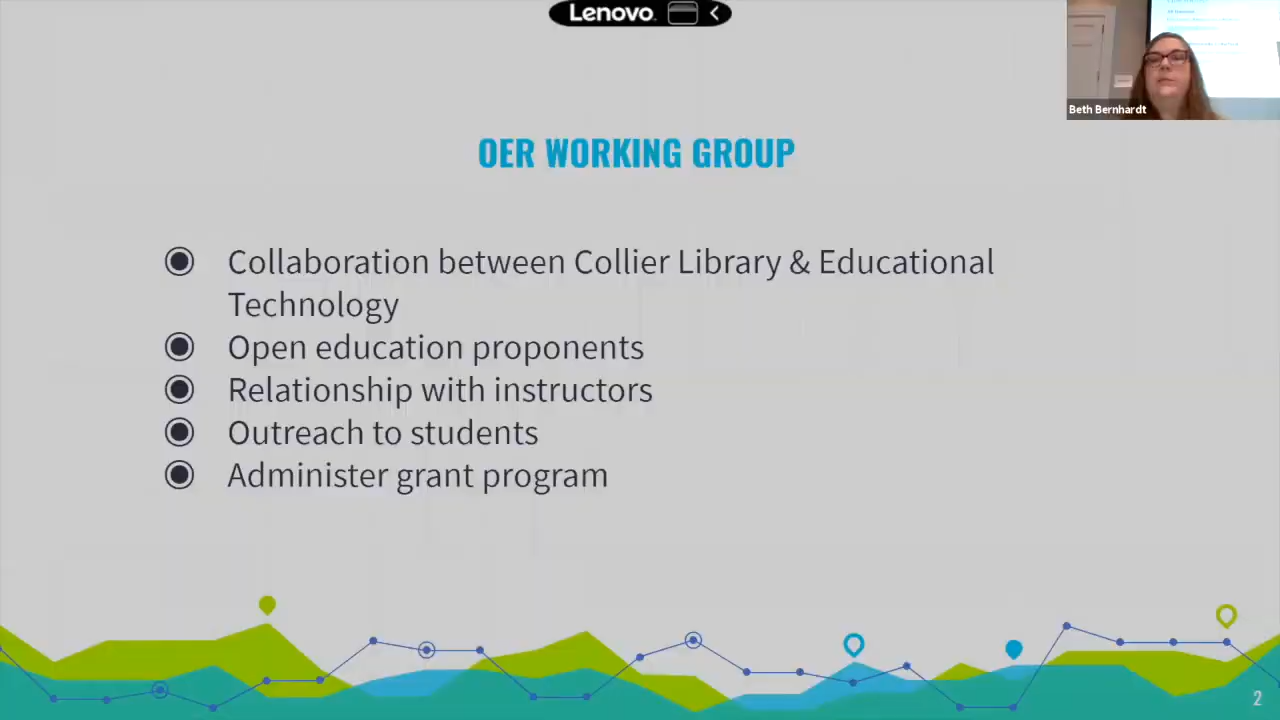 Lenovo
Beth Bernhardt
OER WORKING GROUP
Collaboration between Collier Library & Educational
Technology
Open education proponents
Relationship with instructors
Outreach to students
Administer grant program
2